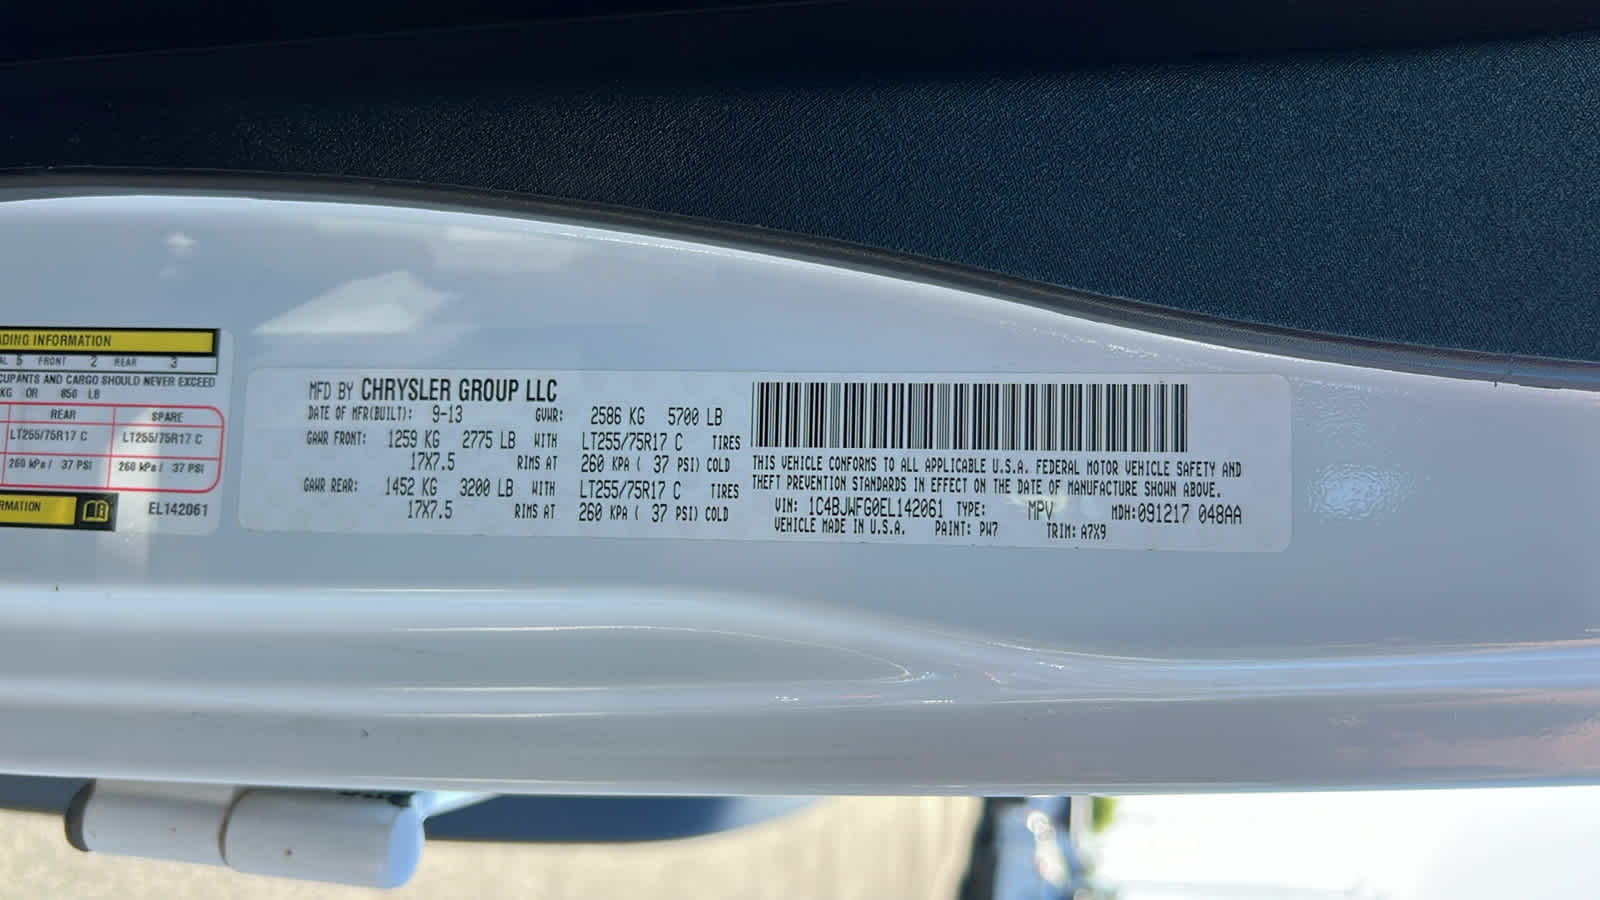 ADING INFORMATION
AL 5 FRONT 2 REAR 3
CUPANTS AND CARGO SHOULD NEVER EXCEED
KG OR 850 LB
REAR SPARE
LT255/75R17 C LT255/75R17 C
260 kPa / 37 PSI 260 kPa / 37 PSI
RMATION
EL142061
MFD BY CHRYSLER GROUP LLC
DATE OF MFR(BUILT): 9-13 GVWR: 2586 KG 5700 LB
GAWR FRONT: 1259 KG 2775 LB WITH LT255/75R17 C TIRES
17X7.5 RIMS AT 260 KPA ( 37 PSI) COLD
GAWR REAR: 1452 KG 3200 LB WITH LT255/75R17 C TIRES
17X7.5 RIMS AT 260 KPA ( 37 PSI) COLD
THIS VEHICLE CONFORMS TO ALL APPLICABLE U.S.A. FEDERAL MOTOR VEHICLE SAFETY AND
THEFT PREVENTION STANDARDS IN EFFECT ON THE DATE OF MANUFACTURE SHOWN ABOVE.
VIN: 1C4BJWFG0EL142061 TYPE: MPV MDH:091217 048AA
VEHICLE MADE IN U.S.A. PAINT: PW7 TRIM: A7X9